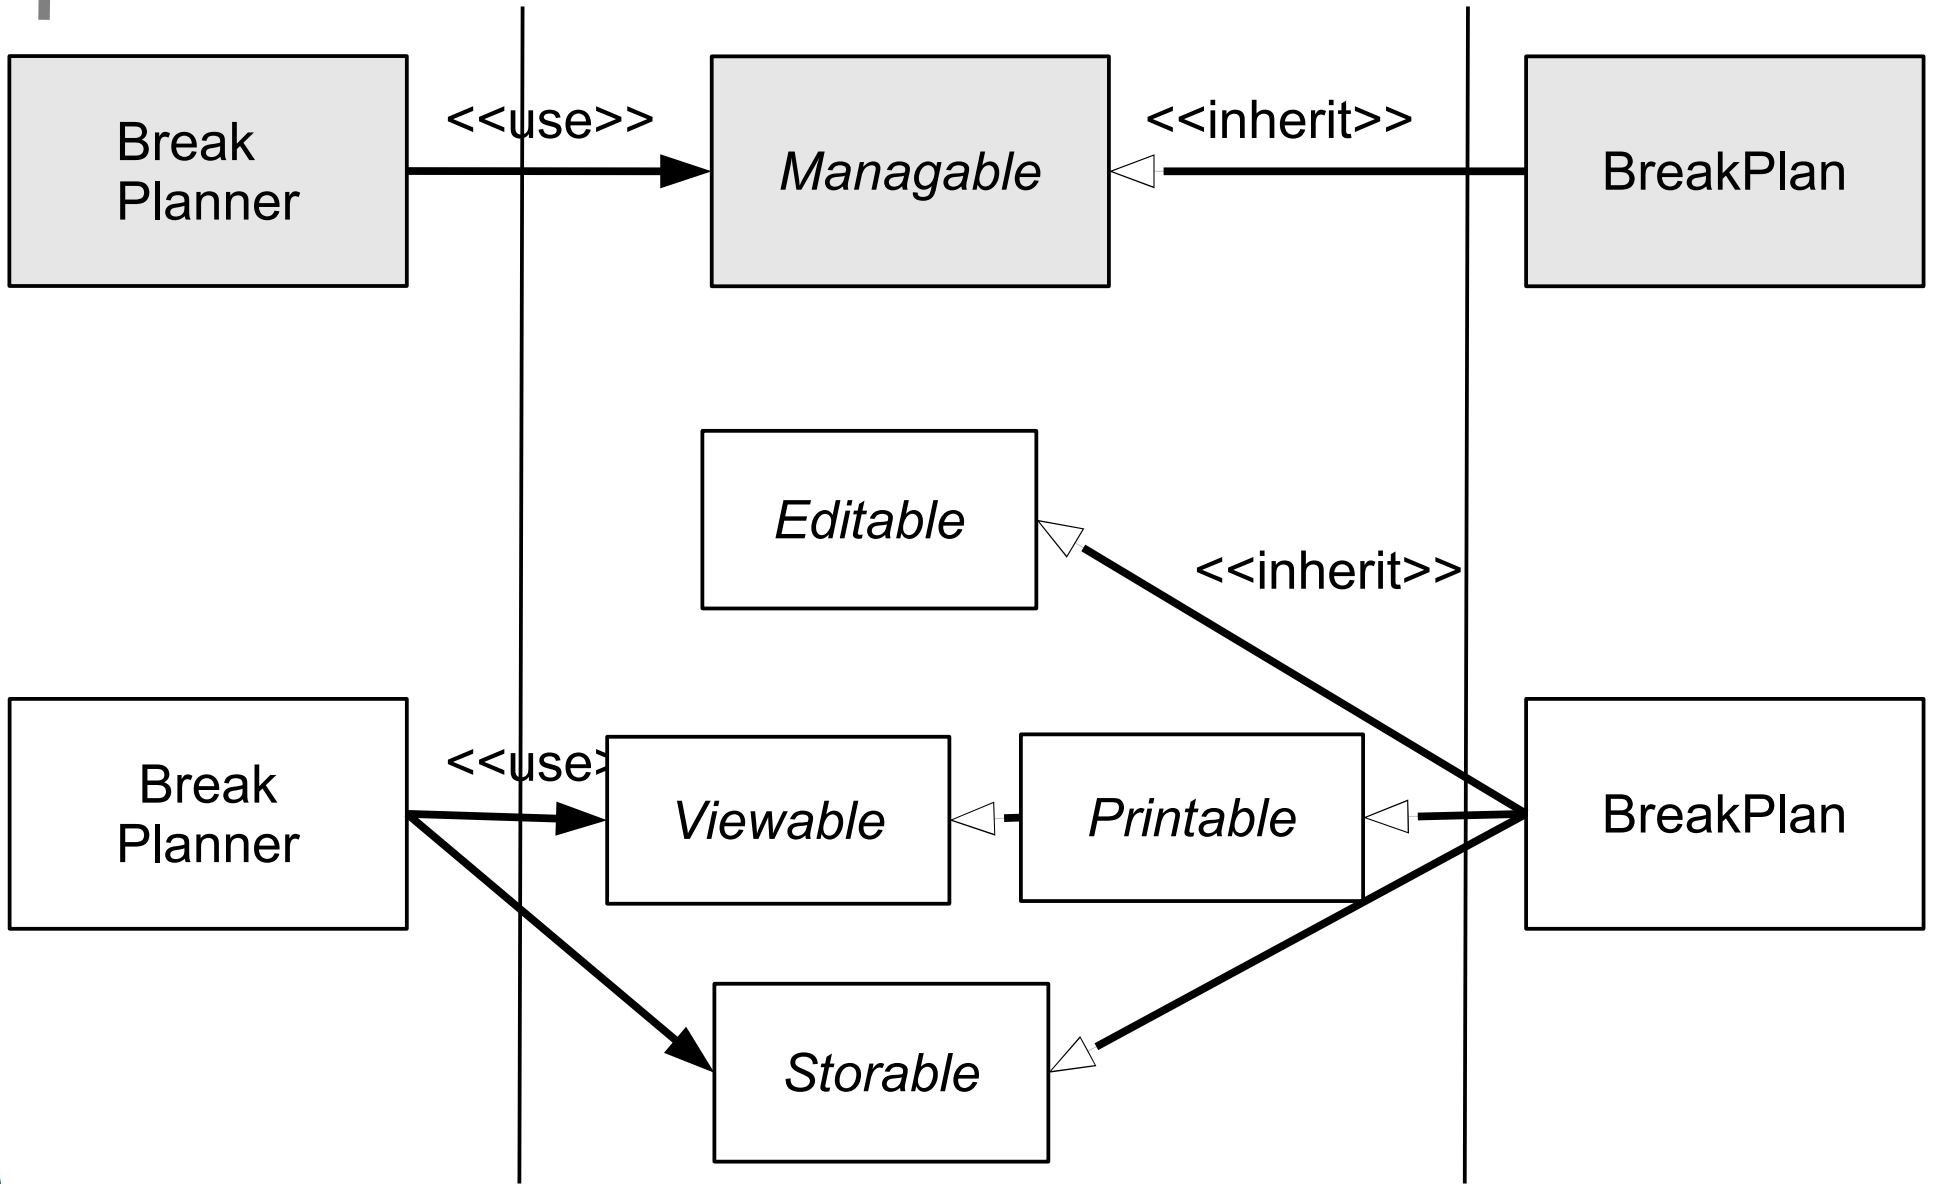 Break
Planner
<<use>>
Managable
<<inherit>>
BreakPlan
Editable
<<inherit>>
Break
Planner
<<use>
Viewable
Printable
BreakPlan
Storable